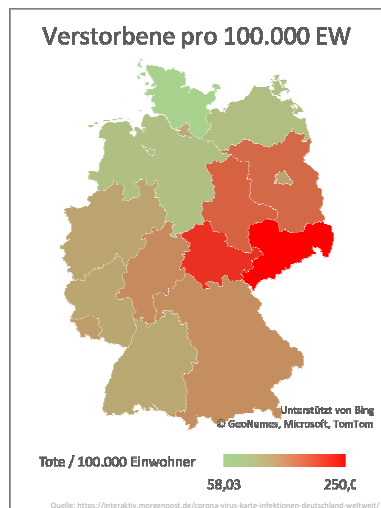 Verstorbene pro 100.000 EW
Unterstützt von Bing
© GeoNames, Microsoft, TomTom
Tote / 100.000 Einwohner
58,03
250,0
Quelle: https://interaktiv.morgenpost.de/corona-virus-karte-infektionen-deutschland-weltweit/